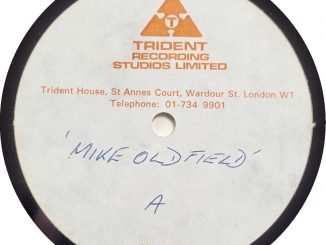 T
TRIDENT
RECORDING
STUDIOS LIMITED
Trident House, St Annes Court, Wardour St. London W1
Telephone: 01-734 9901
'MIKE OLDFIELD'
A